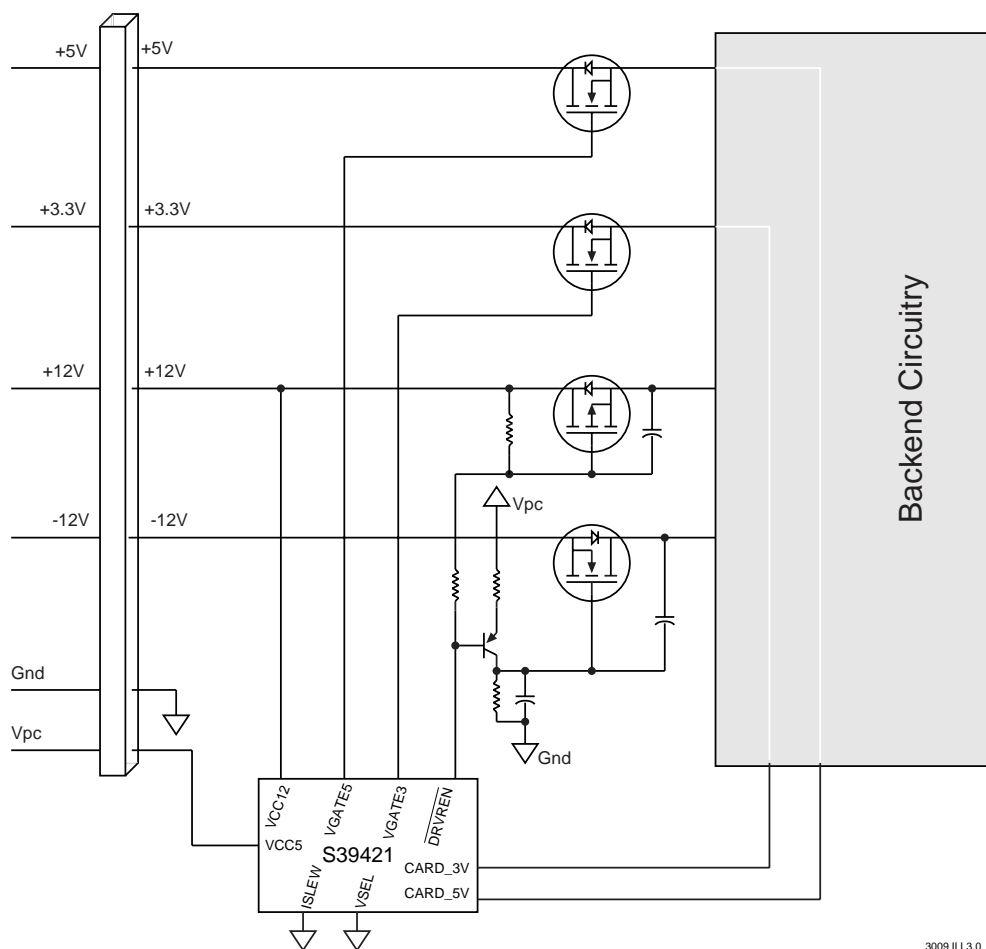 +5V
+5V
+3.3V
+3.3V
+12V
+12V
Vpc
-12V
-12V
Gnd
Vpc
Gnd
Backend Circuitry
VCC12
VGATE5
VGATE3
DRVREN
VCC5
S39421
ISLEW
VSEL
CARD_3V
CARD_5V
3009 ILL3.0